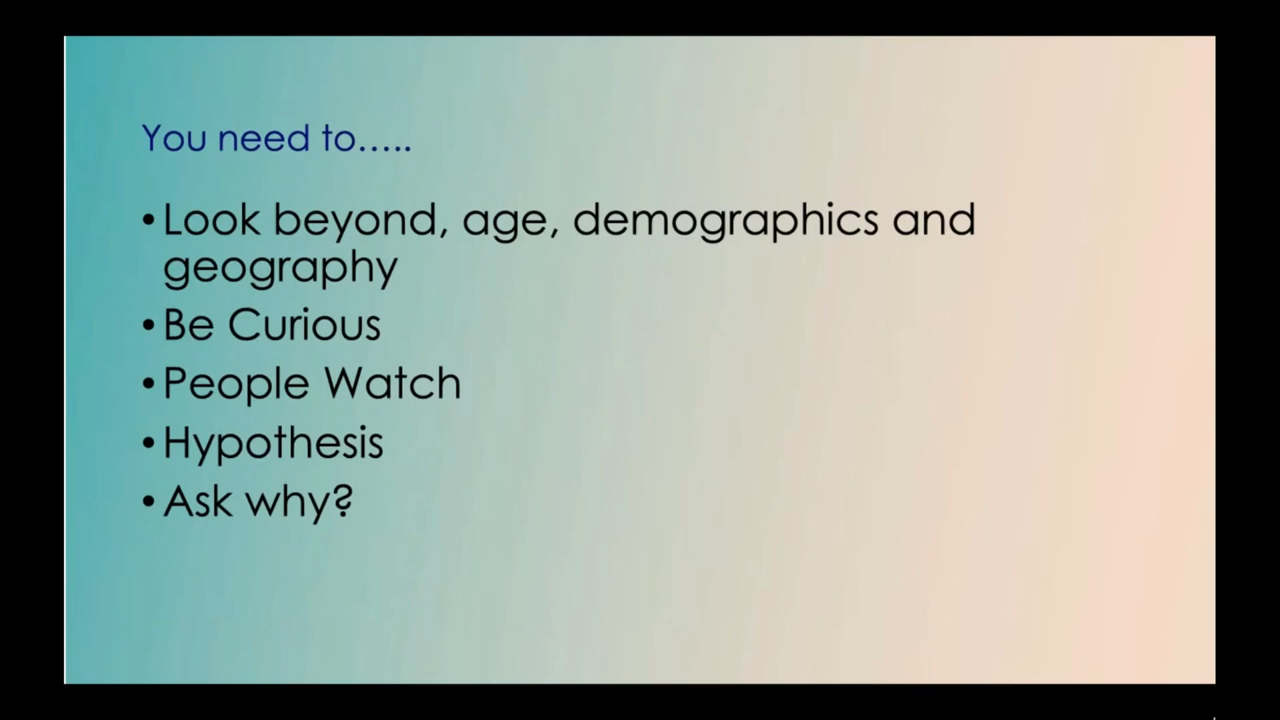 You need to.....
• Look beyond, age, demographics and
geography
• Be Curious
• People Watch
• Hypothesis
• Ask why?